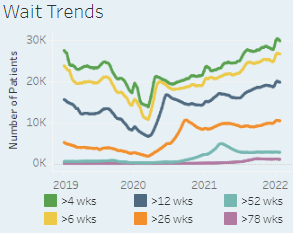 Wait Trends
Number of Patients
30K
20K
10K
0K
2019 2020 2021 2022
>4 wks >12 wks >52 wks
>6 wks >26 wks >78 wks